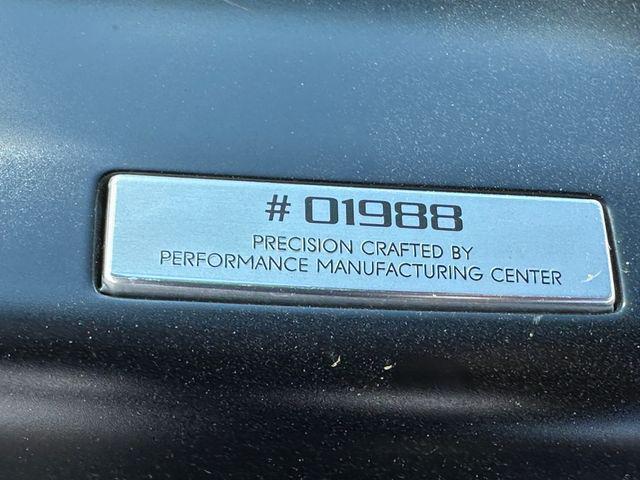 # 01988
PRECISION CRAFTED BY
PERFORMANCE MANUFACTURING CENTER